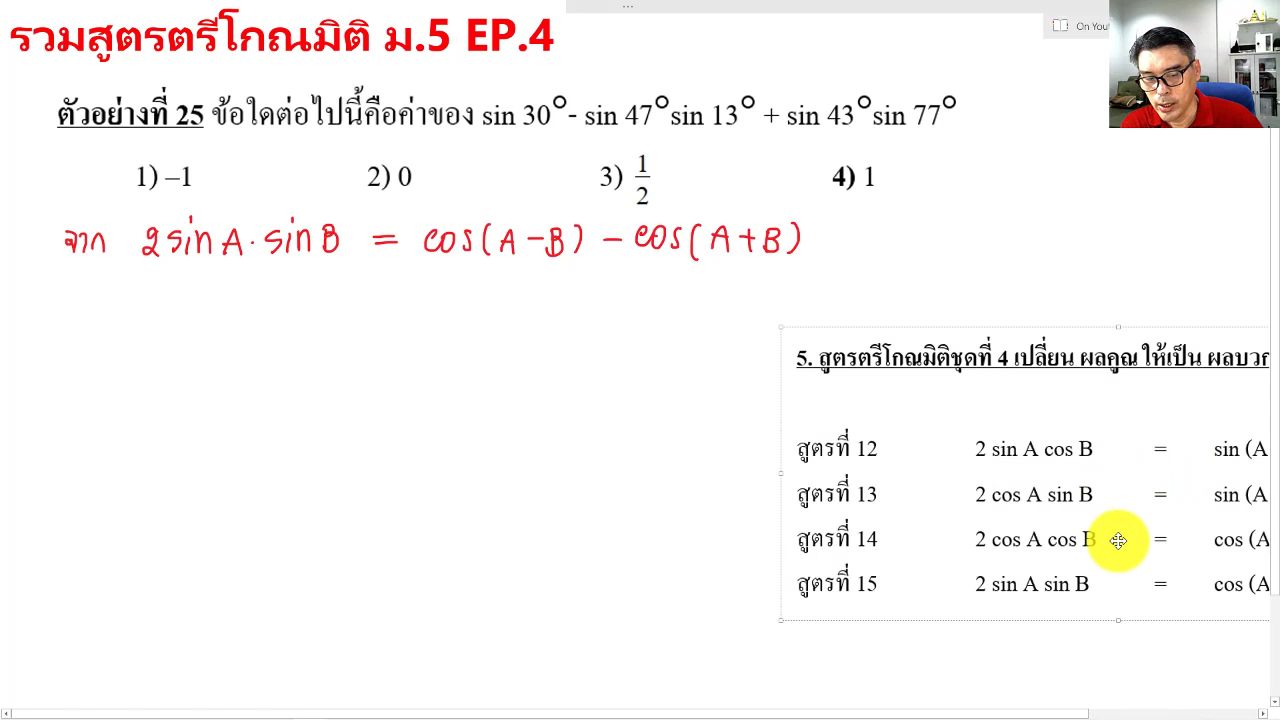 รวมสูตรตรีโกณมิติ ม.5 EP.4
...
On You
ตัวอย่างที่ 25 ข้อใดต่อไปนี้คือค่าของ sin 30° - sin 47° sin 13° + sin 43° sin 77°
1) –1 2) 0 3) 1/2 4) 1
จาก 2 sin A · sin B = cos(A – B) – cos(A + B)
5. สูตรตรีโกณมิติชุดที่ 4 เปลี่ยน ผลคูณ ให้เป็น ผลบวก
สูตรที่ 12 2 sin A cos B = sin (A
สูตรที่ 13 2 cos A sin B = sin (A
สูตรที่ 14 2 cos A cos B = cos (A
สูตรที่ 15 2 sin A sin B = cos (A